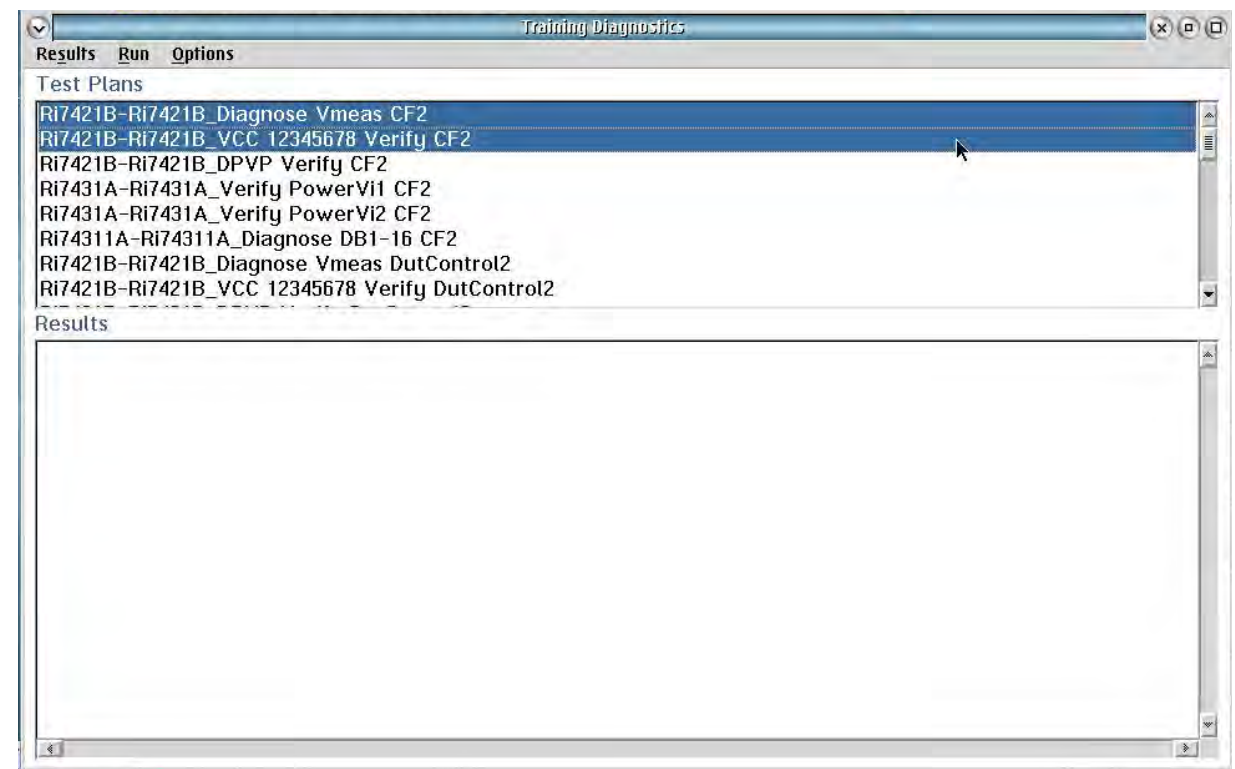 Training Diagnostics
Results Run Options
Test Plans
Ri7421B-Ri7421B_Diagnose Vmeas CF2
Ri7421B-Ri7421B_VCC 12345678 Verify CF2
Ri7421B-Ri7421B_DPVP Verify CF2
Ri7431A-Ri7431A_Verify PowerVi1 CF2
Ri7431A-Ri7431A_Verify PowerVi2 CF2
Ri74311A-Ri74311A_Diagnose DB1-16 CF2
Ri7421B-Ri7421B_Diagnose Vmeas DutControl2
Ri7421B-Ri7421B_VCC 12345678 Verify DutControl2
Results